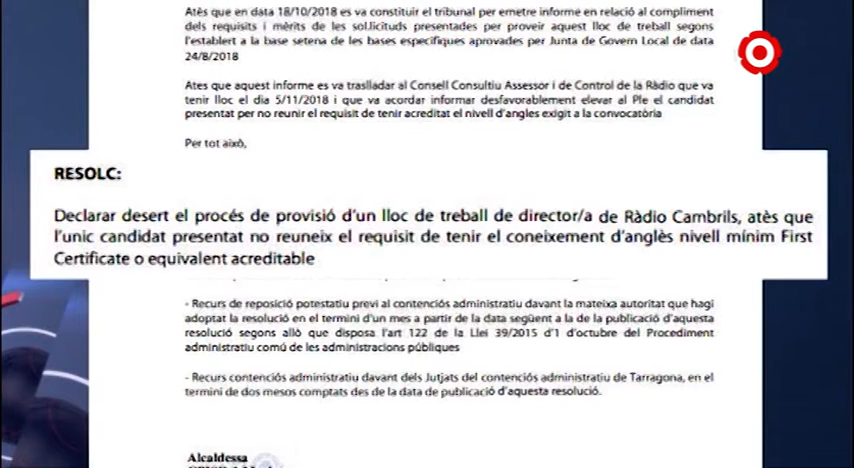 Atès que en data 18/10/2018 es va constituir el tribunal per emetre informe en relació al compliment
dels requisits i mèrits de les sol.licituds presentades per proveir aquest lloc de treball segons
l'establert a la base setena de les bases específiques aprovades per Junta de Govern Local de data
24/8/2018
Ates que aquest informe es va traslladar al Consell Consultiu Assessor i de Control de la Ràdio que va
tenir lloc el dia 5/11/2018 i que va acordar informar desfavorablement elevar al Ple el candidat
presentat per no reunir el requisit de tenir acreditat el nivell d'angles exigit a la convocatòria
Per tot això,
RESOLC:
Declarar desert el procés de provisió d'un lloc de treball de director/a de Ràdio Cambrils, atès que
l'unic candidat presentat no reuneix el requisit de tenir el coneixement d'anglès nivell mínim First
Certificate o equivalent acreditable
- Recurs de reposició potestatiu previ al contenciós administratiu davant la mateixa autoritat que hagi
adoptat la resolució en el termini d'un mes a partir de la data següent a la de la publicació d'aquesta
resolució segons allò que disposa l'art 122 de la Llei 39/2015 d'1 d'octubre del Procediment
administratiu comú de les administracions públiques
- Recurs contenciós administratiu davant dels Jutjats del contenciós administratiu de Tarragona, en el
termini de dos mesos comptats des de la data de publicació d'aquesta resolució.
Alcaldessa